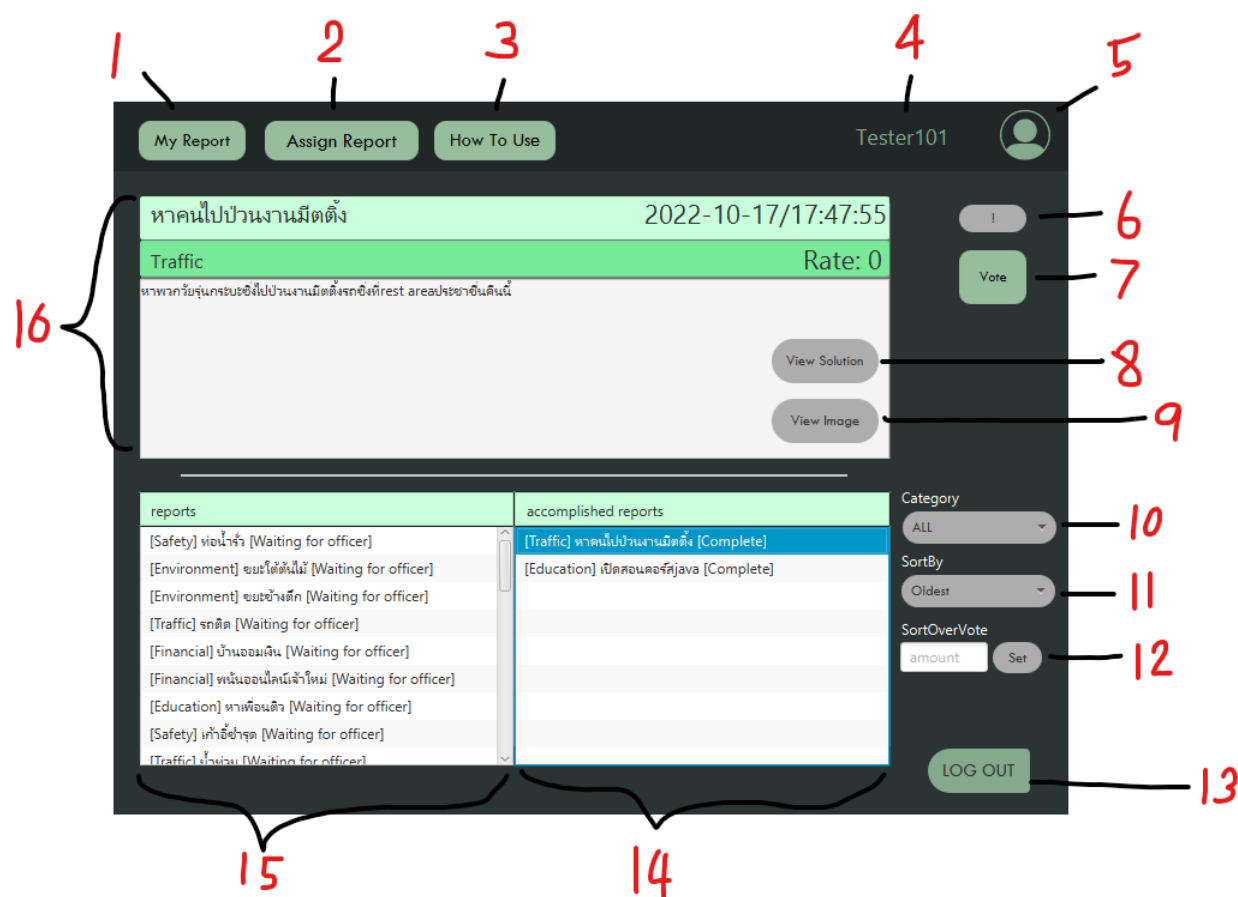 1
2
3
4
5
My Report
Assign Report
How To Use
Tester101
หาคนไปป่วนงานมีตติ้ง
2022-10-17/17:47:55
!
6
Traffic
Rate: 0
Vote
7
หาพวกวัยรุ่นกระบะซิ่งไปป่วนงานมิตติ้งรถซิ่งที่rest areaประชาชื่นคืนนี้
16
View Solution
8
View Image
9
reports
accomplished reports
Category
[Safety] ท่อน้ำรั่ว [Waiting for officer]
[Traffic] หาคนไปป่วนงานมีตติ้ง [Complete]
ALL
10
[Environment] ขยะใต้ต้นไม้ [Waiting for officer]
[Education] เปิดสอนคอร์สjava [Complete]
SortBy
[Environment] ขยะข้างตึก [Waiting for officer]
Oldest
11
[Traffic] รถติด [Waiting for officer]
SortOverVote
[Financial] บ้านออมเงิน [Waiting for officer]
amount
Set
12
[Financial] พนันออนไลน์เจ้าใหม่ [Waiting for officer]
[Education] หาเพื่อนติว [Waiting for officer]
[Safety] เก้าอี้ชำรุด [Waiting for officer]
[Traffic] น้ำท่วม [Waiting for officer]
LOG OUT
13
15
14